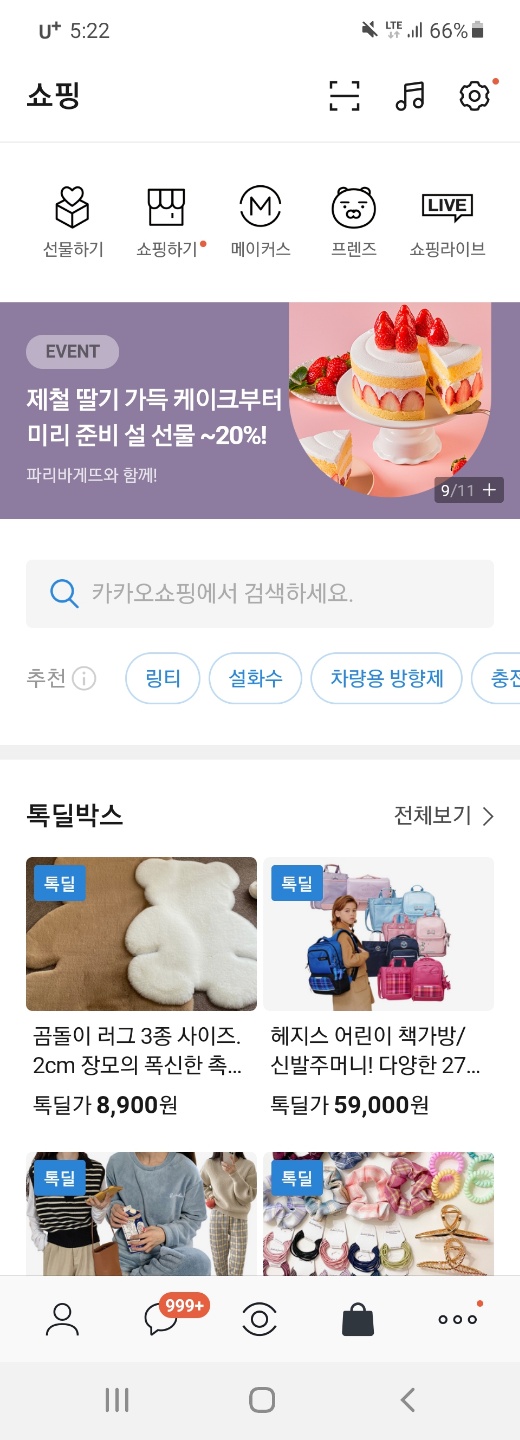 U+ 5:22 LTE 66%
쇼핑
선물하기 쇼핑하기 메이커스 프렌즈 쇼핑라이브
M
LIVE
EVENT
제철 딸기 가득 케이크부터
미리 준비 설 선물 ~20%!
파리바게뜨와 함께!
9/11 +
카카오쇼핑에서 검색하세요.
추천 링티 설화수 차량용 방향제 충전
톡딜박스 전체보기
톡딜 톡딜
곰돌이 러그 3종 사이즈.
2cm 장모의 폭신한 촉...
톡딜가 8,900원
헤지스 어린이 책가방/
신발주머니! 다양한 27...
톡딜가 59,000원
톡딜 톡딜
999+